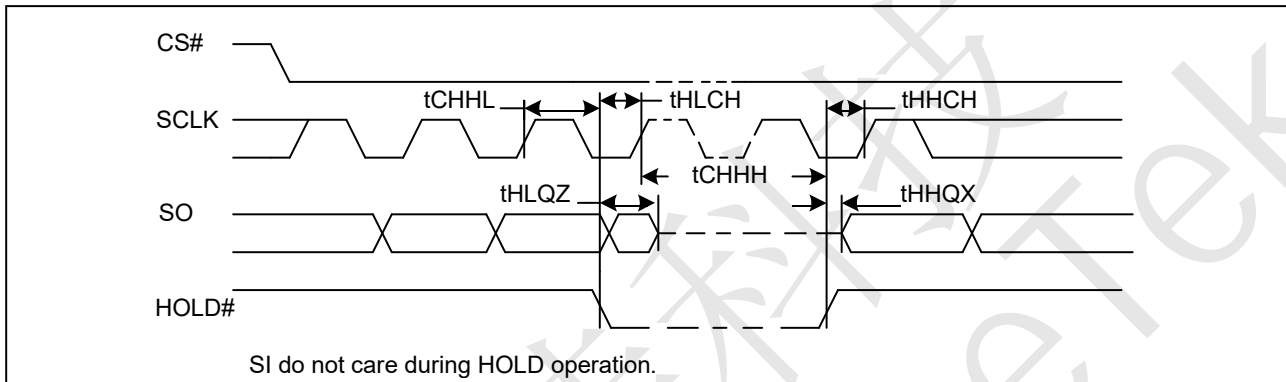 CS#
tCHHL
tHLCH
tHHCH
SCLK
tCHHH
tHLQZ
tHHQX
SO
HOLD#
SI do not care during HOLD operation.